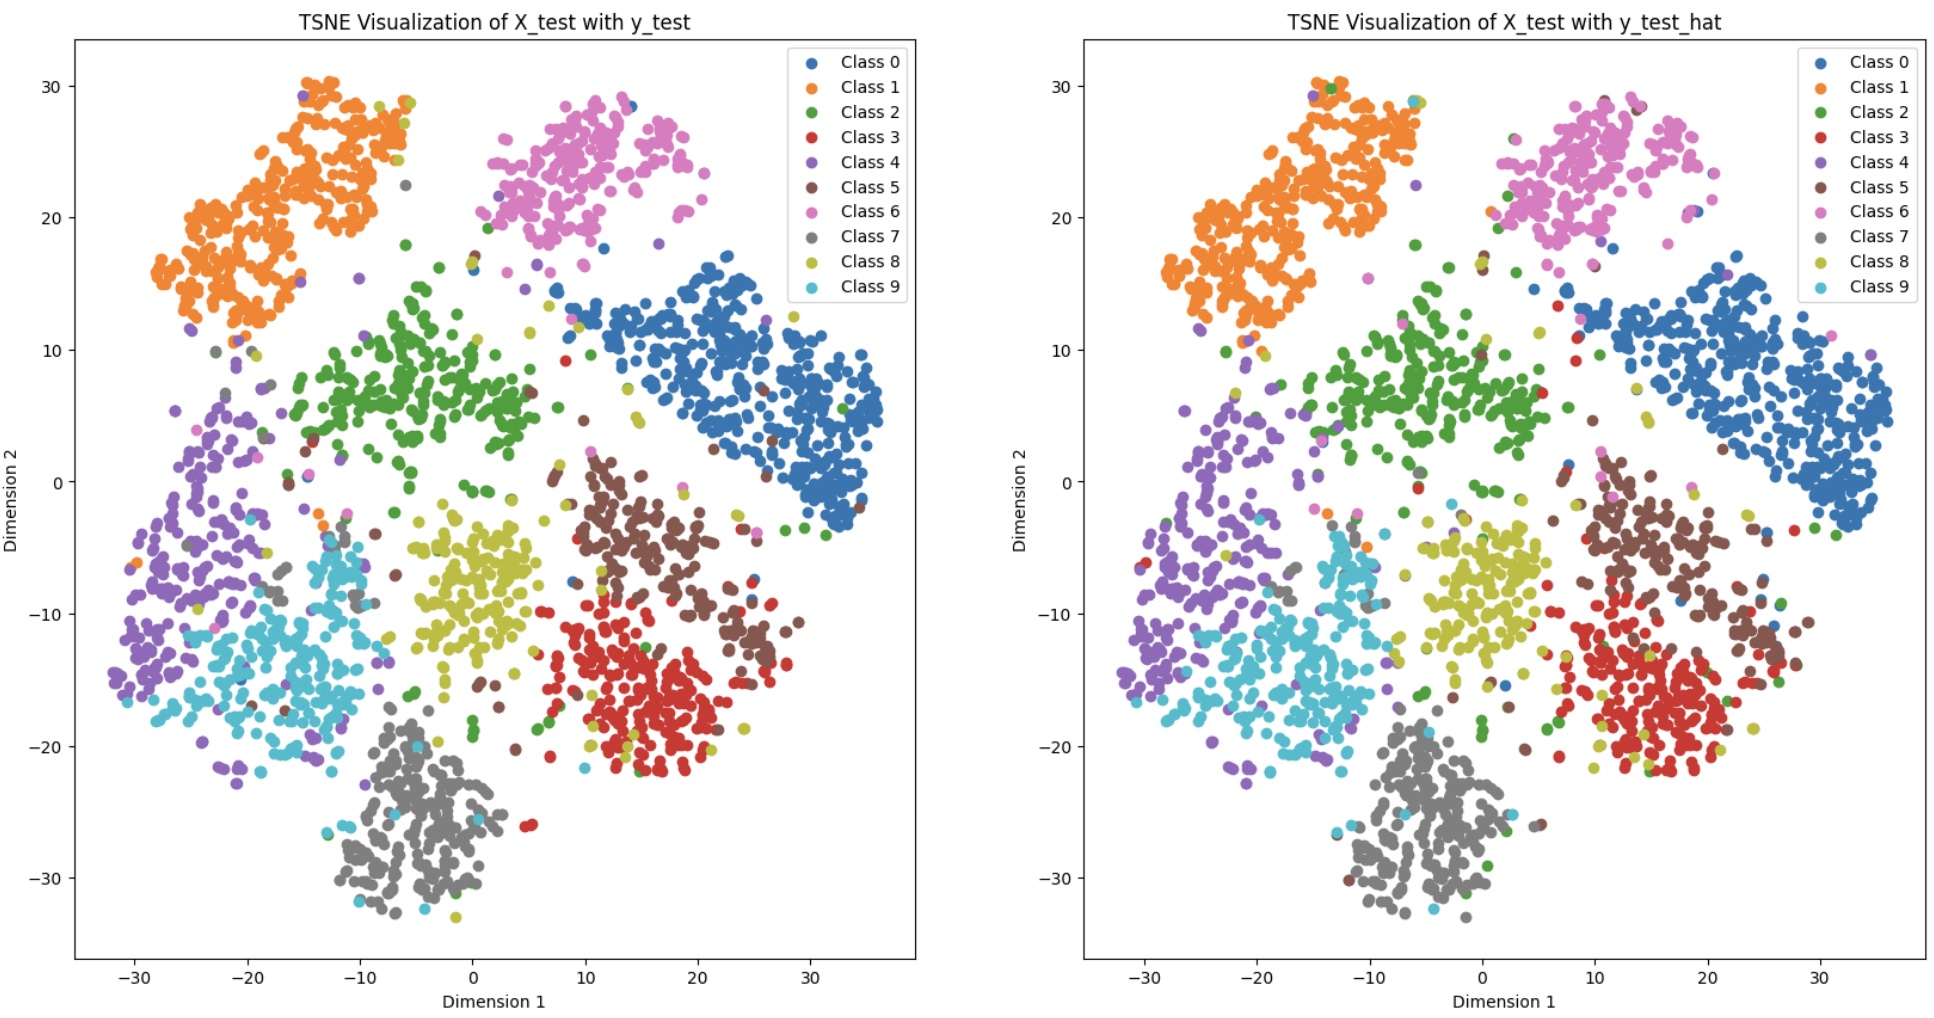 TSNE Visualization of X_test with y_test
Class 0
Class 1
Class 2
Class 3
Class 4
Class 5
Class 6
Class 7
Class 8
Class 9
30
20
10
0
−10
−20
−30
Dimension 2
−30 −20 −10 0 10 20 30
Dimension 1
TSNE Visualization of X_test with y_test_hat
Class 0
Class 1
Class 2
Class 3
Class 4
Class 5
Class 6
Class 7
Class 8
Class 9
30
20
10
0
−10
−20
−30
Dimension 2
−30 −20 −10 0 10 20 30
Dimension 1